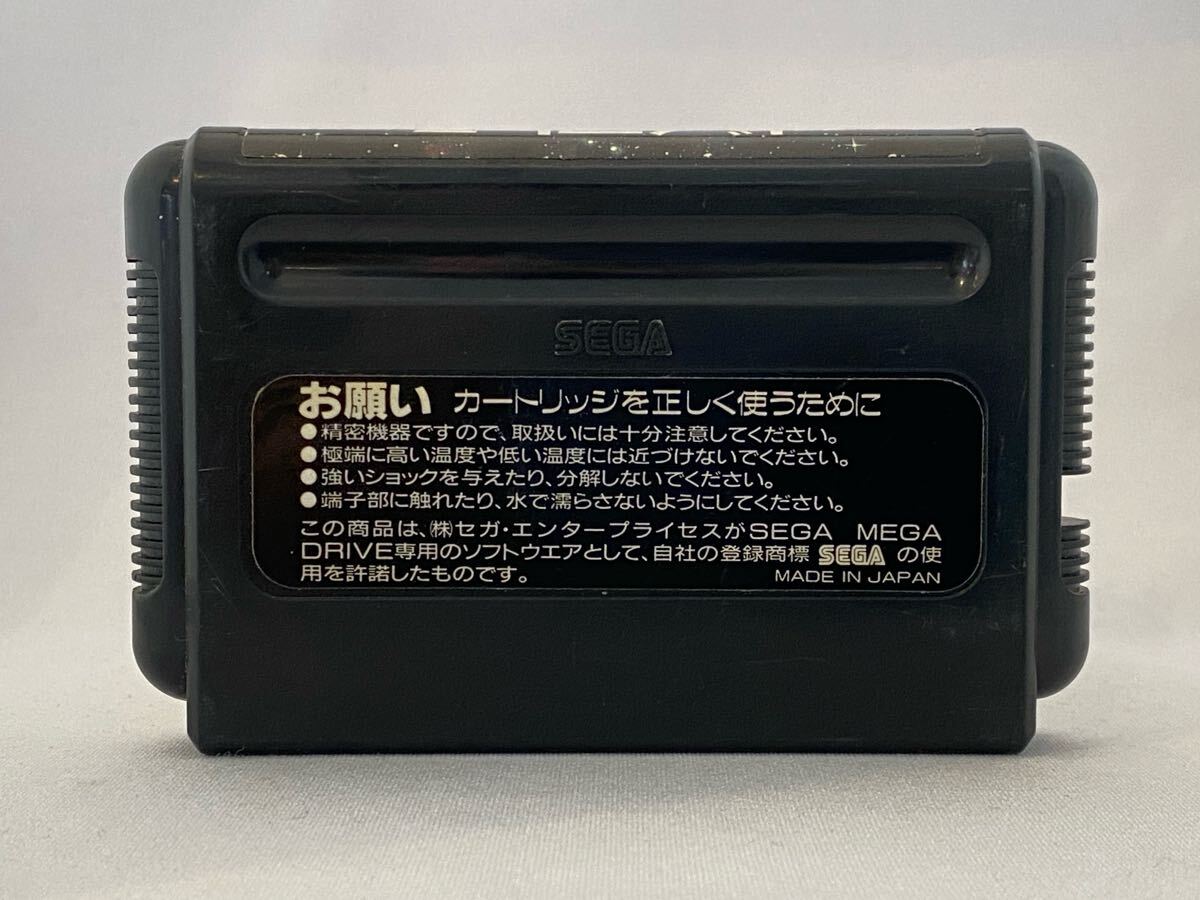 SEGA
お願い カートリッジを正しく使うために
●精密機器ですので、取扱いには十分注意してください。
●極端に高い温度や低い温度には近づけないでください。
●強いショックを与えたり、分解しないでください。
●端子部に触れたり、水で濡らさないようにしてください。
この商品は、㈱セガ・エンタープライセスがSEGA MEGA
DRIVE専用のソフトウエアとして、自社の登録商標 SEGA の使
用を許諾したものです。 MADE IN JAPAN